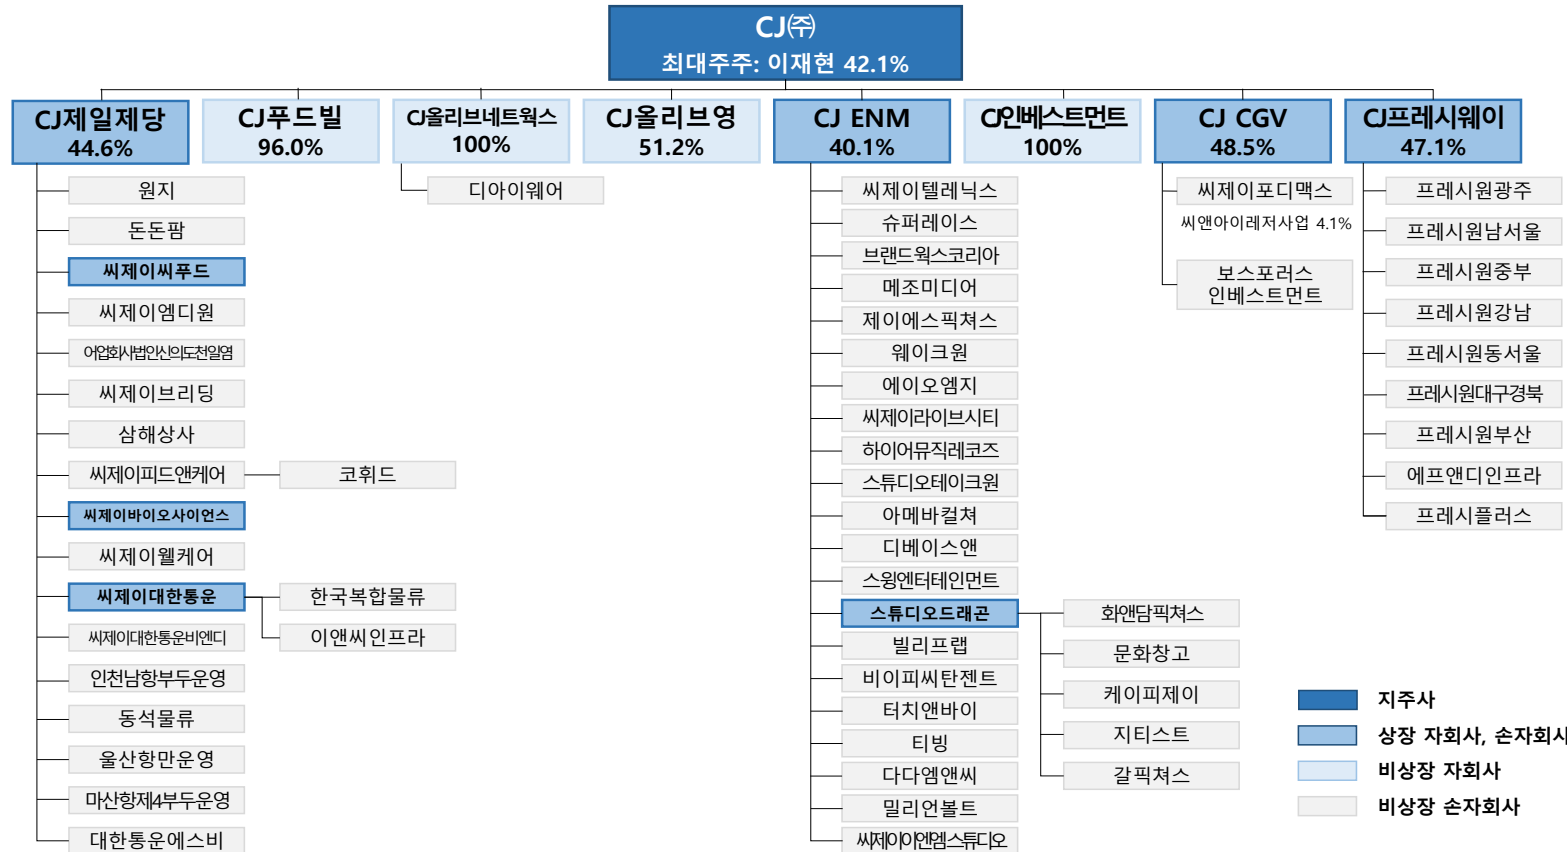 CJ㈜
최대주주: 이재현 42.1%
CJ제일제당
44.6%
CJ푸드빌
96.0%
CJ올리브네트웍스
100%
CJ올리브영
51.2%
CJ ENM
40.1%
CJ인베스트먼트
100%
CJ CGV
48.5%
CJ프레시웨이
47.1%
원지
돈돈팜
씨제이씨푸드
씨제이엠디원
어업회사법인신의도천일염
씨제이브리딩
삼해상사
씨제이피드앤케어
코휘드
씨제이바이오사이언스
씨제이웰케어
씨제이대한통운
한국복합물류
이앤씨인프라
씨제이대한통운비엔디
인천남항부두운영
동석물류
울산항만운영
마산항제4부두운영
대한통운에스비
디아이웨어
씨제이텔레닉스
슈퍼레이스
브랜드웍스코리아
메조미디어
제이에스픽쳐스
웨이크원
에이오엠지
씨제이라이브시티
하이어뮤직레코즈
스튜디오테이크원
아메바컬쳐
디베이스앤
스윙엔터테인먼트
스튜디오드래곤
화앤담픽쳐스
문화창고
케이피제이
지티스트
갈픽쳐스
빌리프랩
비이피씨탄젠트
터치앤바이
티빙
다다엠앤씨
밀리언볼트
씨제이이엔엠스튜디오
씨제이포디맥스
씨앤아이레저사업 4.1%
보스포러스
인베스트먼트
프레시원광주
프레시원남서울
프레시원중부
프레시원강남
프레시원동서울
프레시원대구경북
프레시원부산
에프앤디인프라
프레시플러스
지주사
상장 자회사, 손자회사
비상장 자회사
비상장 손자회사